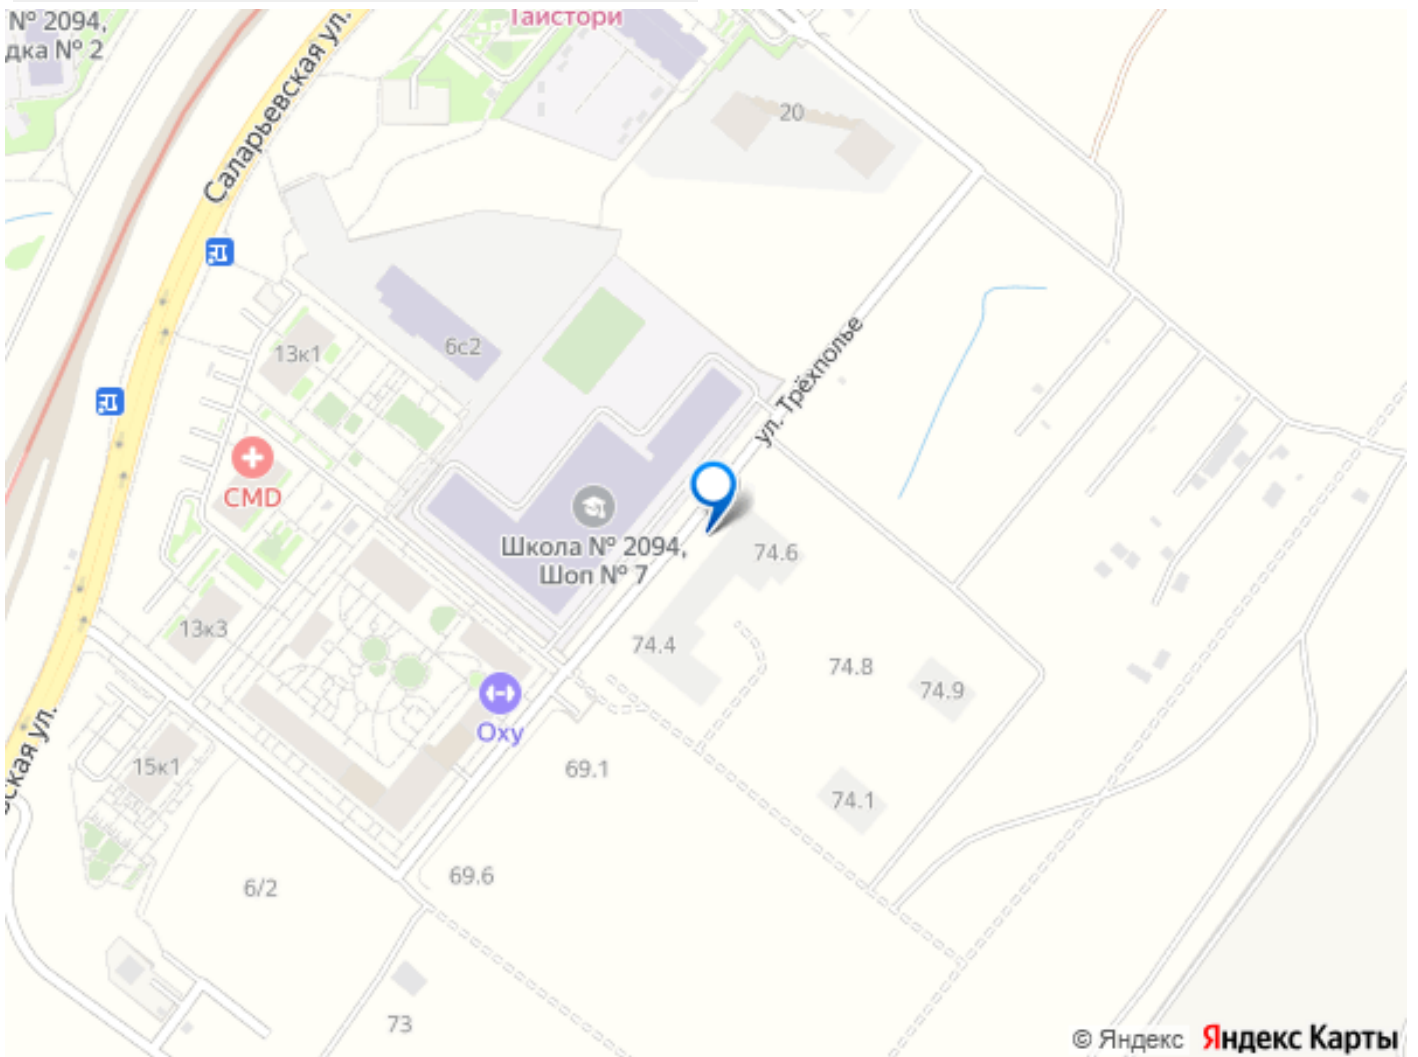 № 2094,
дка № 2
Тайстори
Саларьевская ул.
20
6с2
13к1
ул. Трёхполье
CMD
Школа № 2094,
Шоп № 7
74.6
74.4
13к3
74.8
74.9
Oxy
ская ул.
15к1
69.1
74.1
69.6
6/2
73
© Яндекс Яндекс Карты